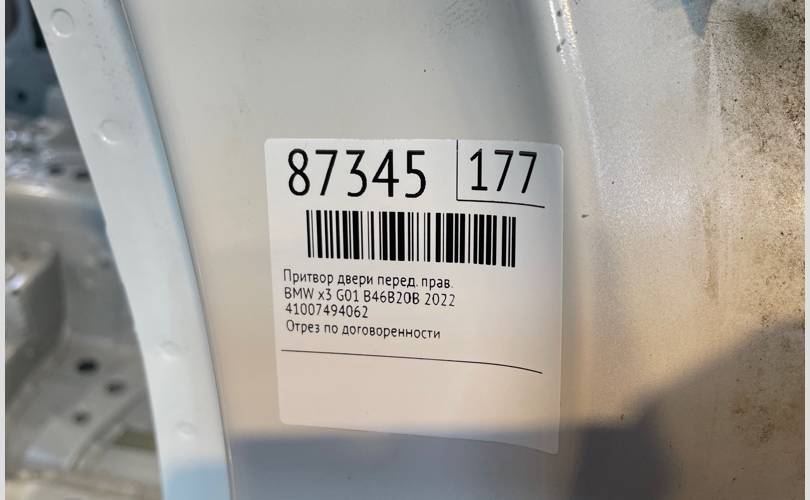 87345 177
Притвор двери перед. прав.
BMW x3 G01 B46B20B 2022
41007494062
Отрез по договоренности